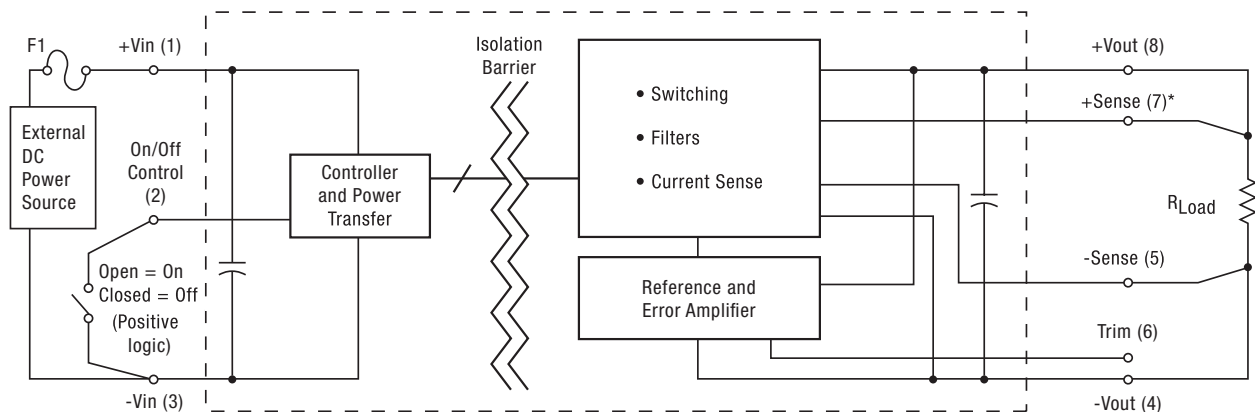 F1
+Vin (1)
External
DC
Power
Source
On/Off
Control
(2)
Open = On
Closed = Off
(Positive
logic)
-Vin (3)
Controller
and Power
Transfer
Isolation
Barrier
• Switching
• Filters
• Current Sense
Reference and
Error Amplifier
+Vout (8)
+Sense (7)*
RLoad
-Sense (5)
Trim (6)
-Vout (4)